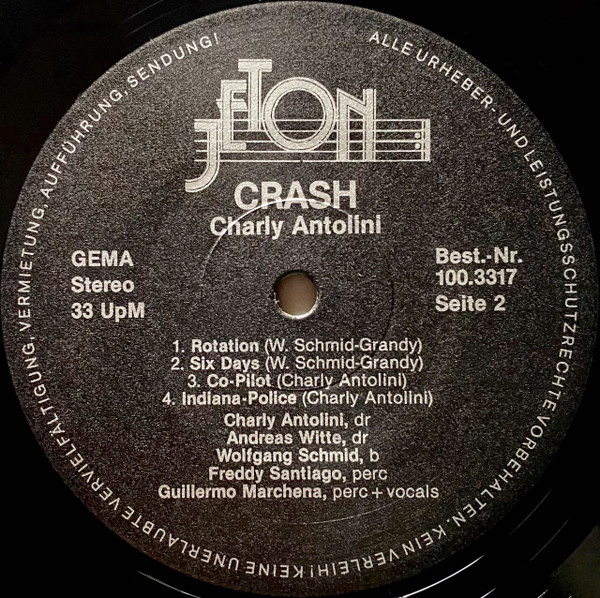 ALLE URHEBER- UND LEISTUNGSSCHUTZRECHTE VORBEHALTEN. KEIN VERLEIH! KEINE UNERLAUBTE VERVIELFÄLTIGUNG, VERMIETUNG, AUFFÜHRUNG, SENDUNG!
JETON
CRASH
Charly Antolini
GEMA
Stereo
33 UpM
Best.-Nr.
100.3317
Seite 2
1. Rotation (W. Schmid-Grandy)
2. Six Days (W. Schmid-Grandy)
3. Co-Pilot (Charly Antolini)
4. Indiana-Police (Charly Antolini)
Charly Antolini, dr
Andreas Witte, dr
Wolfgang Schmid, b
Freddy Santiago, perc
Guillermo Marchena, perc + vocals